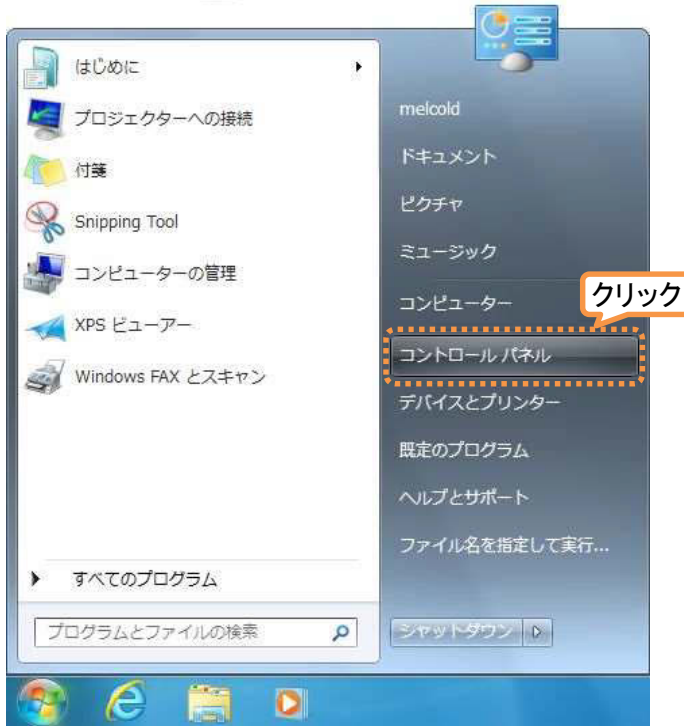 はじめに
プロジェクターへの接続
付箋
Snipping Tool
コンピューターの管理
XPS ビューアー
Windows FAX とスキャン
すべてのプログラム
プログラムとファイルの検索
melcold
ドキュメント
ピクチャ
ミュージック
コンピューター
クリック
コントロール パネル
デバイスとプリンター
既定のプログラム
ヘルプとサポート
ファイル名を指定して実行...
シャットダウン